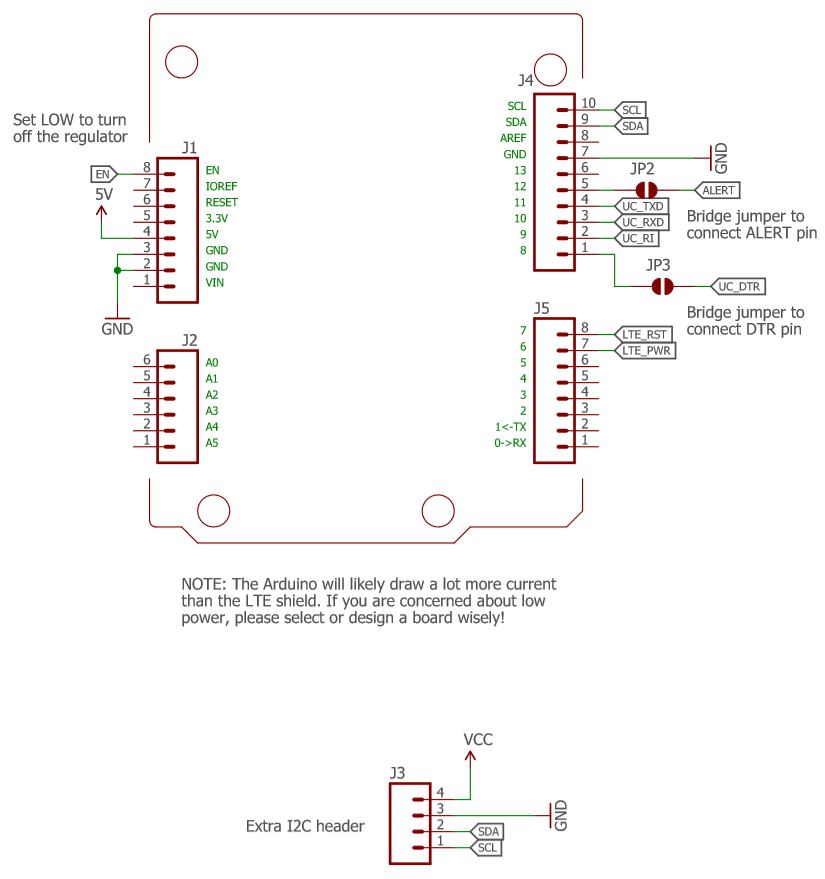 Set LOW to turn
off the regulator
J1
EN 8 EN
7 IOREF
5V 6 RESET
5 3.3V
4 5V
3 GND
2 GND
1 VIN
GND
J2
6 A0
5 A1
4 A2
3 A3
2 A4
1 A5
J4
SCL 10 SCL
SDA 9 SDA
AREF 8
GND 7 GND
13 6
JP2
12 5 ALERT
11 4 UC_TXD
10 3 UC_RXD
9 2 UC_RI
8 1
Bridge jumper to
connect ALERT pin
JP3
UC_DTR
Bridge jumper to
connect DTR pin
J5
7 8 LTE_RST
6 7 LTE_PWR
5 6
4 5
3 4
2 3
1<-TX 2
0->RX 1
NOTE: The Arduino will likely draw a lot more current
than the LTE shield. If you are concerned about low
power, please select or design a board wisely!
VCC
J3
4
3 GND
Extra I2C header
2 SDA
1 SCL